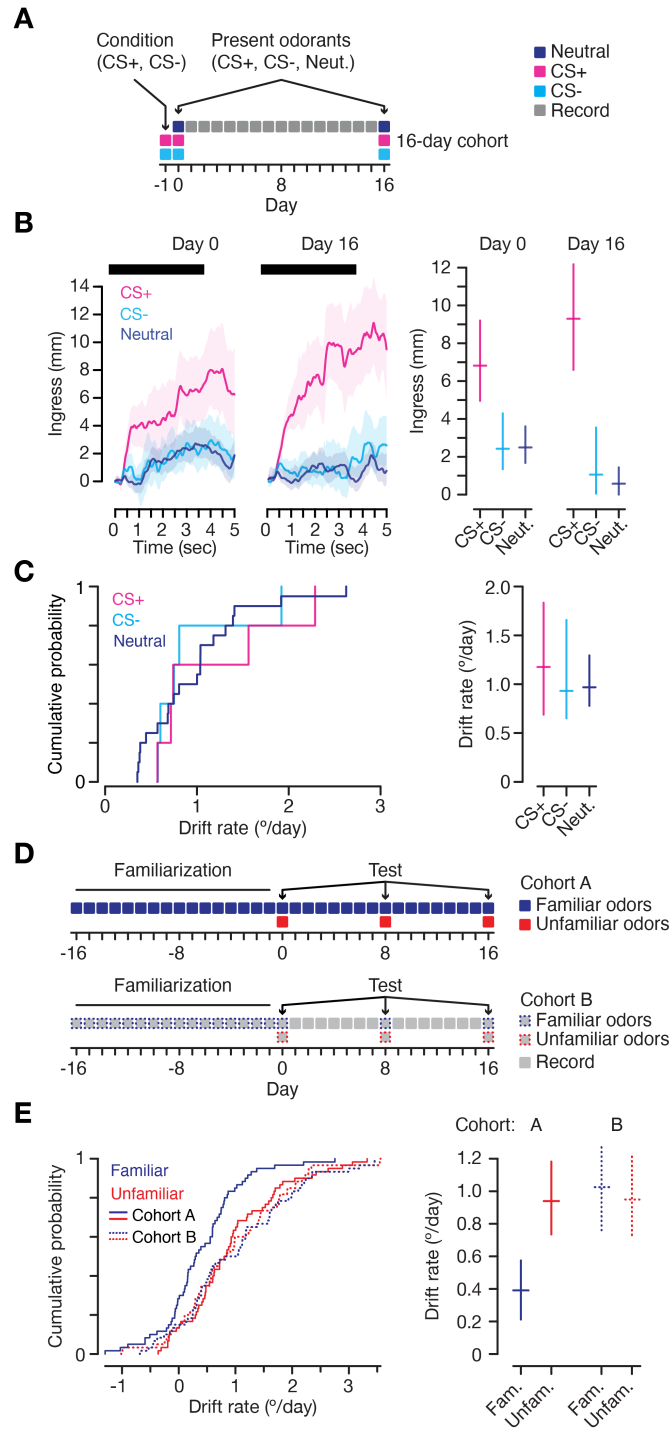 A
Condition
(CS+, CS-)
Present odorants
(CS+, CS-, Neut.)
Neutral
CS+
CS-
Record
16-day cohort
-1 0 8 16
Day
B
Day 0 Day 16
CS+
CS-
Neutral
Ingress (mm)
14
12
10
8
6
4
2
0
0 1 2 3 4 5
Time (sec)
0 1 2 3 4 5
Time (sec)
Day 0 Day 16
Ingress (mm)
12
10
8
6
4
2
0
CS+ CS- Neut. CS+ CS- Neut.
C
CS+
CS-
Neutral
Cumulative probability
1
0
0 1 2 3
Drift rate (º/day)
Drift rate (º/day)
2.0
1.5
1.0
0.5
0
CS+ CS- Neut.
D
Familiarization Test
Cohort A
Familiar odors
Unfamiliar odors
-16 -8 0 8 16
Familiarization Test
Cohort B
Familiar odors
Unfamiliar odors
Record
-16 -8 0 8 16
Day
E
Familiar
Unfamiliar
Cohort A
Cohort B
Cumulative probability
1
0
-1 0 1 2 3
Drift rate (º/day)
Cohort: A B
Drift rate (º/day)
1.2
1.0
0.8
0.6
0.4
0.2
0
Fam. Unfam. Fam. Unfam.